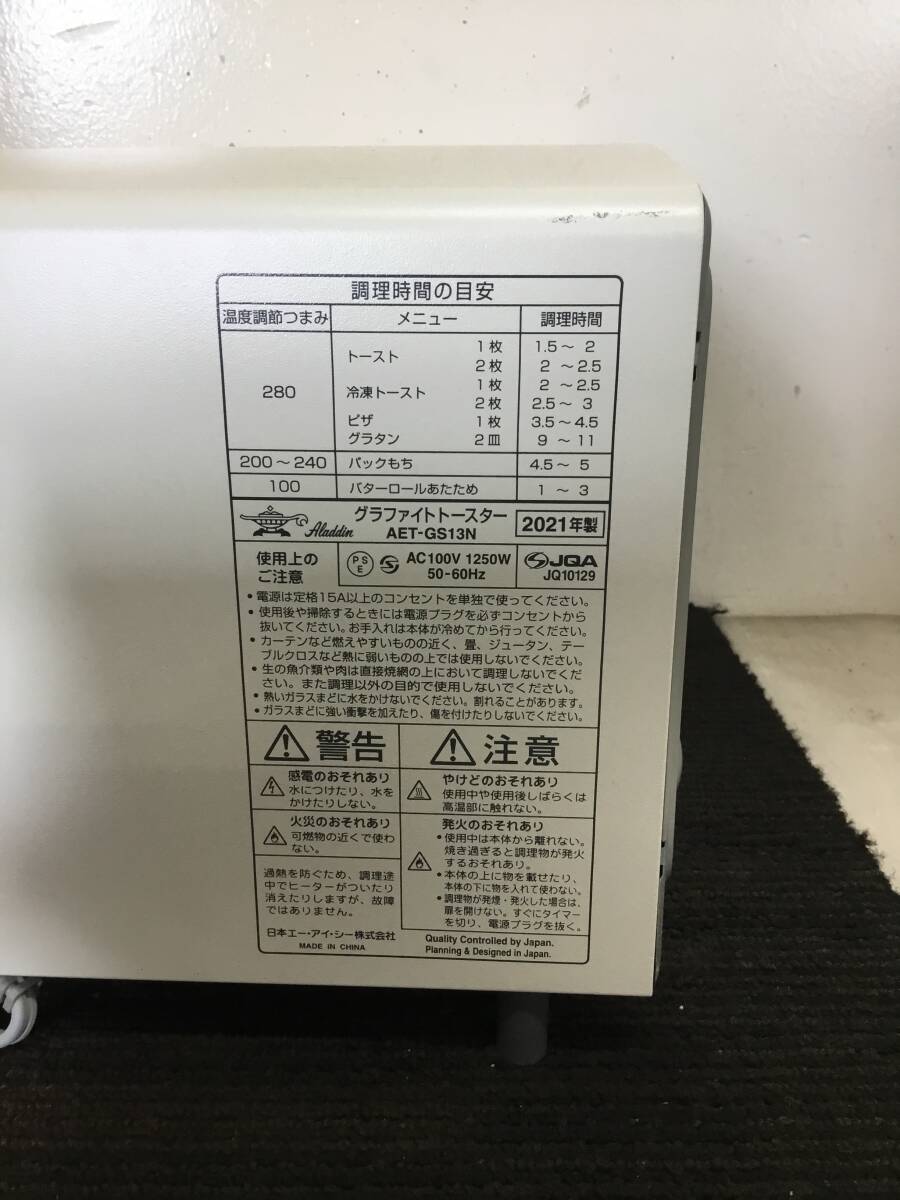 調理時間の目安
温度調節つまみ メニュー 調理時間
280 トースト 1枚 1.5～ 2
2枚 2 ～2.5
冷凍トースト 1枚 2 ～2.5
2枚 2.5～ 3
ピザ 1枚 3.5～4.5
グラタン 2皿 9 ～ 11
200～240 パックもち 4.5～ 5
100 バターロールあたため 1 ～ 3
Aladdin グラファイトトースター 2021年製
AET-GS13N
使用上の
ご注意
PSE AC100V 1250W
50-60Hz
JQA
JQ10129
•電源は定格15A以上のコンセントを単独で使ってください。
•使用後や掃除するときには電源プラグを必ずコンセントから
抜いてください。お手入れは本体が冷めてから行ってください。
•カーテンなど燃えやすいものの近く、畳、ジュータン、テー
ブルクロスなど熱に弱いものの上では使用しないでください。
•生の魚介類や肉は直接焼網の上において調理しないでくだ
さい。また調理以外の目的で使用しないでください。
•熱いガラスまどに水をかけないでください。割れることがあります。
•ガラスまどに強い衝撃を加えたり、傷を付けたりしないでください。
警告
感電のおそれあり
水につけたり、水を
かけたりしない。
火災のおそれあり
可燃物の近くで使わ
ない。
過熱を防ぐため、調理途
中でヒーターがついたり
消えたりしますが、故障
ではありません。
日本エー・アイ・シー株式会社
MADE IN CHINA
注意
やけどのおそれあり
使用中や使用後しばらくは
高温部に触れない。
発火のおそれあり
•使用中は本体から離れない。
焼き過ぎると調理物が発火
するおそれあり。
•本体の上に物を載せたり、
本体の下に物を入れて使わない。
•調理物が発煙・発火した場合は、
扉を開けない。すぐにタイマー
を切り、電源プラグを抜く。
Quality Controlled by Japan.
Planning & Designed in Japan.